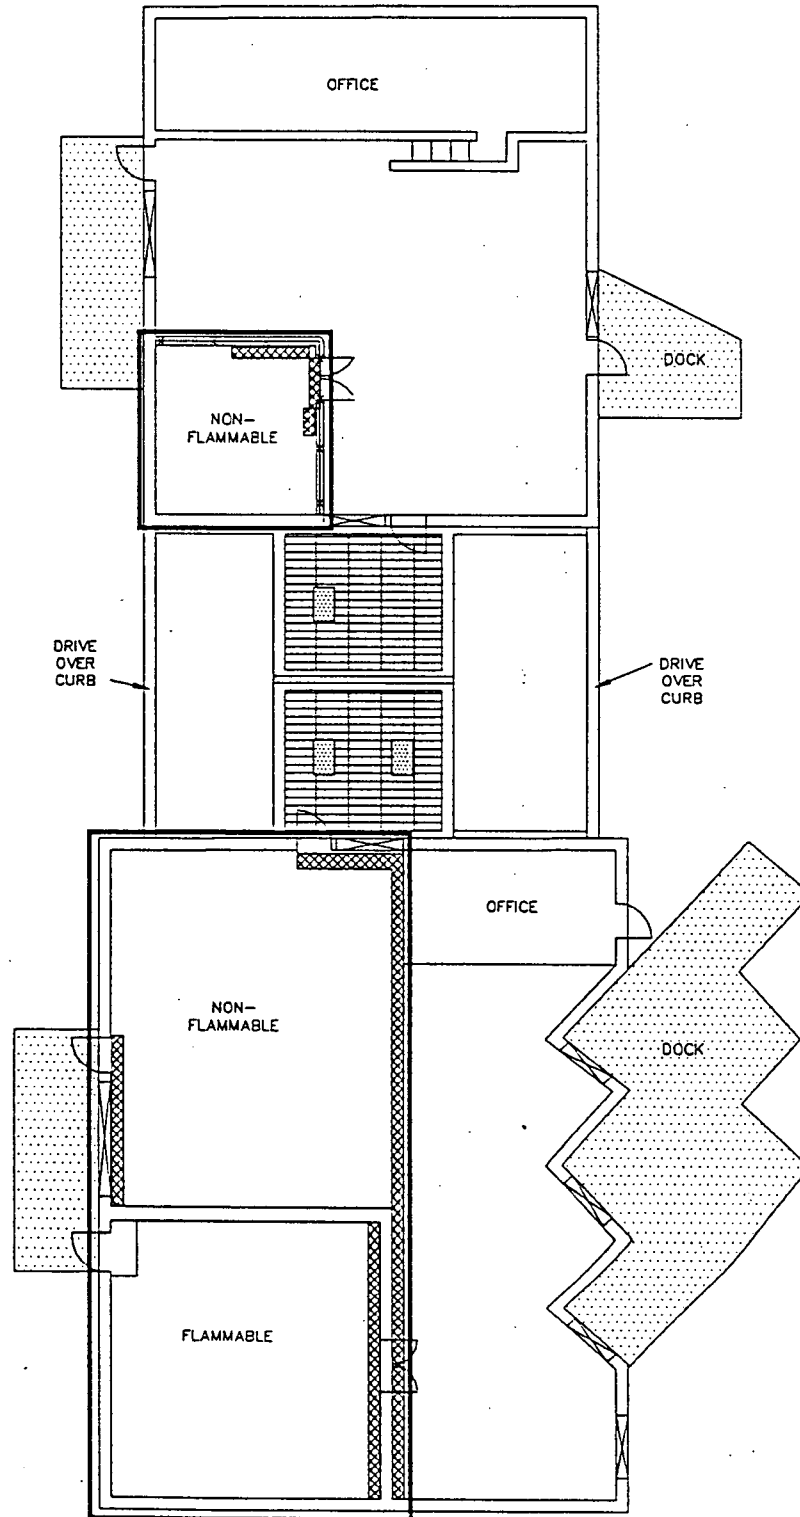 OFFICE
DOCK
NON-
FLAMMABLE
DRIVE
OVER
CURB
DRIVE
OVER
CURB
OFFICE
NON-
FLAMMABLE
DOCK
FLAMMABLE